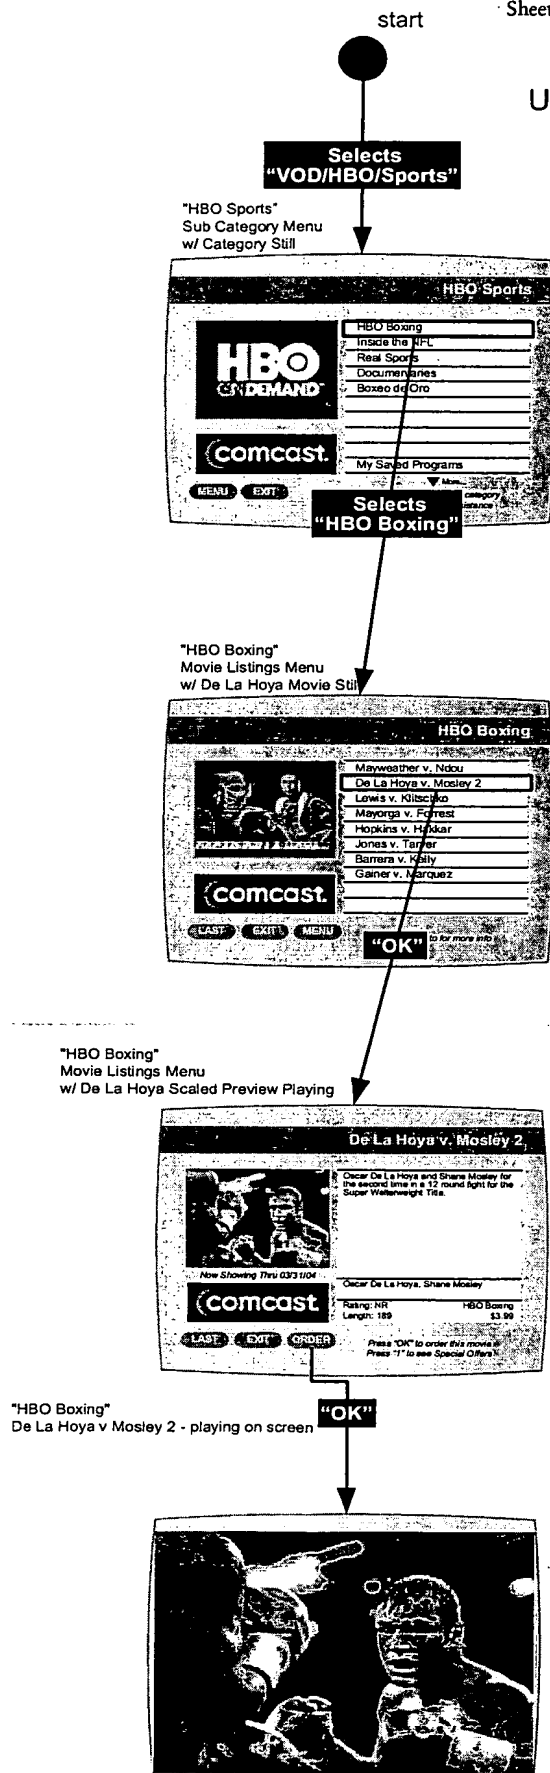 start
Sheet
U
Selects
“VOD/HBO/Sports”
"HBO Sports"
Sub Category Menu
w/ Category Still
HBO Sports
HBO
ON DEMAND
comcast.
HBO Boxing
Inside the NFL
Real Sports
Documentaries
Boxeo de Oro
My Saved Programs
More
category
MENU
EXIT
Selects
“HBO Boxing”
"HBO Boxing"
Movie Listings Menu
w/ De La Hoya Movie Still
HBO Boxing
Mayweather v. Ndou
De La Hoya v. Mosley 2
Lewis v. Klitschko
Mayorga v. Forrest
Hopkins v. Hakkar
Jones v. Tarver
Barrera v. Kelly
Gainer v. Marquez
comcast.
LAST
EXIT
MENU
to for more info
“OK”
"HBO Boxing"
Movie Listings Menu
w/ De La Hoya Scaled Preview Playing
De La Hoya v. Mosley 2
Oscar De La Hoya and Shane Mosley for
the second time in a 12 round fight for the
Super Welterweight Title.
Now Showing Thru 03/31/04
Oscar De La Hoya, Shane Mosley
comcast.
Rating: NR HBO Boxing
Length: 189 $3.99
LAST
EXIT
ORDER
Press "OK" to order this movie
Press "1" to see Special Offers
"HBO Boxing"
De La Hoya v Mosley 2 - playing on screen
“OK”